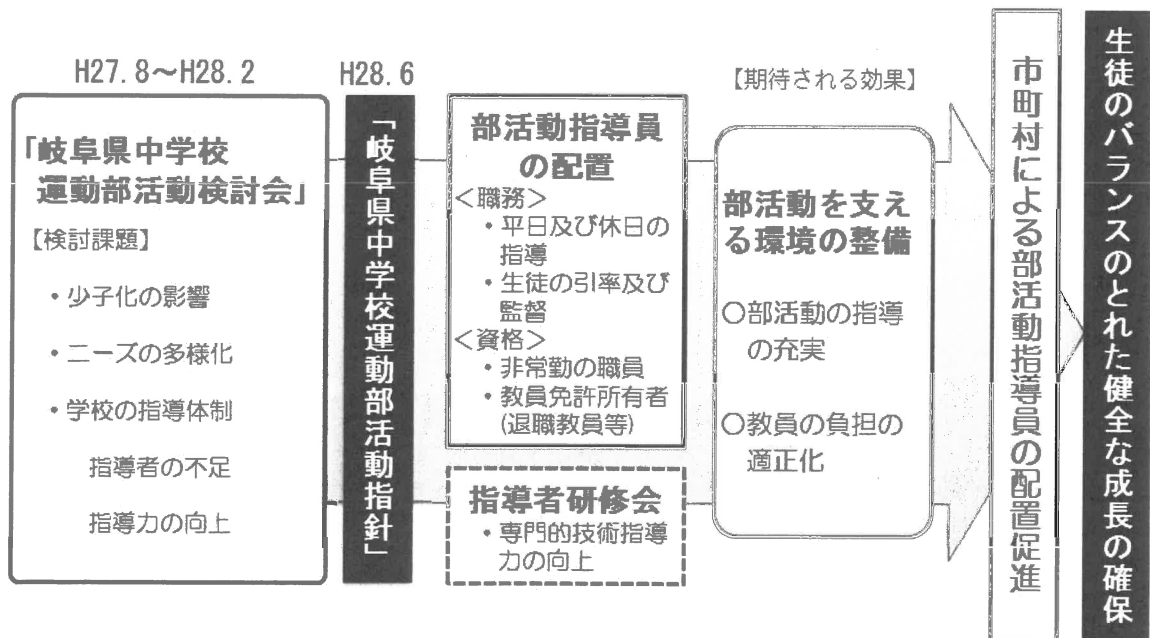 H27.8～H28.2
「岐阜県中学校
運動部活動検討会」
【検討課題】
・少子化の影響
・ニーズの多様化
・学校の指導体制
指導者の不足
指導力の向上
H28.6
「岐阜県中学校運動部活動指針」
部活動指導員
の配置
＜職務＞
・平日及び休日の
指導
・生徒の引率及び
監督
＜資格＞
・非常勤の職員
・教員免許所有者
(退職教員等)
指導者研修会
・専門的技術指導
力の向上
【期待される効果】
部活動を支え
る環境の整備
○部活動の指導
の充実
○教員の負担の
適正化
市町村による部活動指導員の配置促進
生徒のバランスのとれた健全な成長の確保